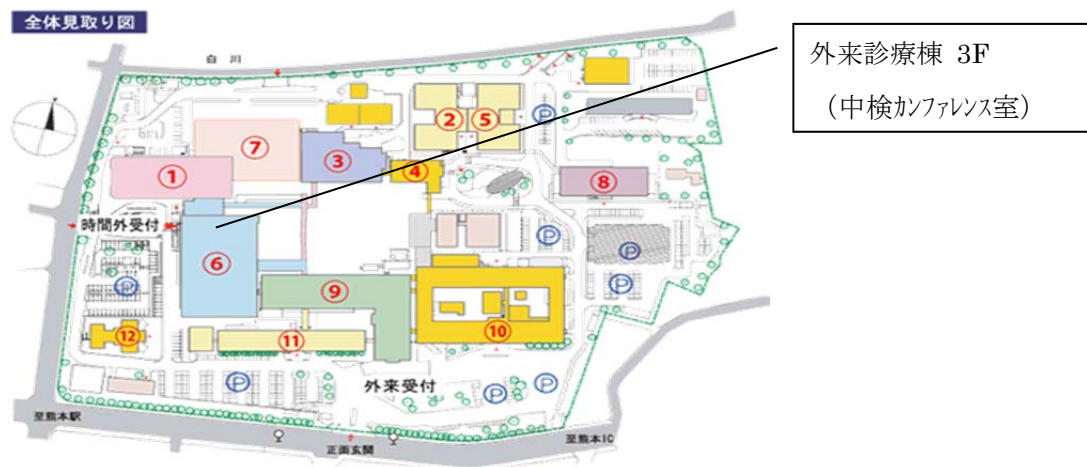 全体見取り図
白川
外来診療棟 3F
（中検ｶﾝﾌｧﾚﾝｽ室）
②
⑤
Ⓟ
⑦
③
④
①
⑧
時間外受付
⑥
Ⓟ
Ⓟ
Ⓟ
Ⓟ
⑨
⑩
⑫
⑪
外来受付
Ⓟ
Ⓟ
Ⓟ
至熊本駅
正面玄関
至熊本IC